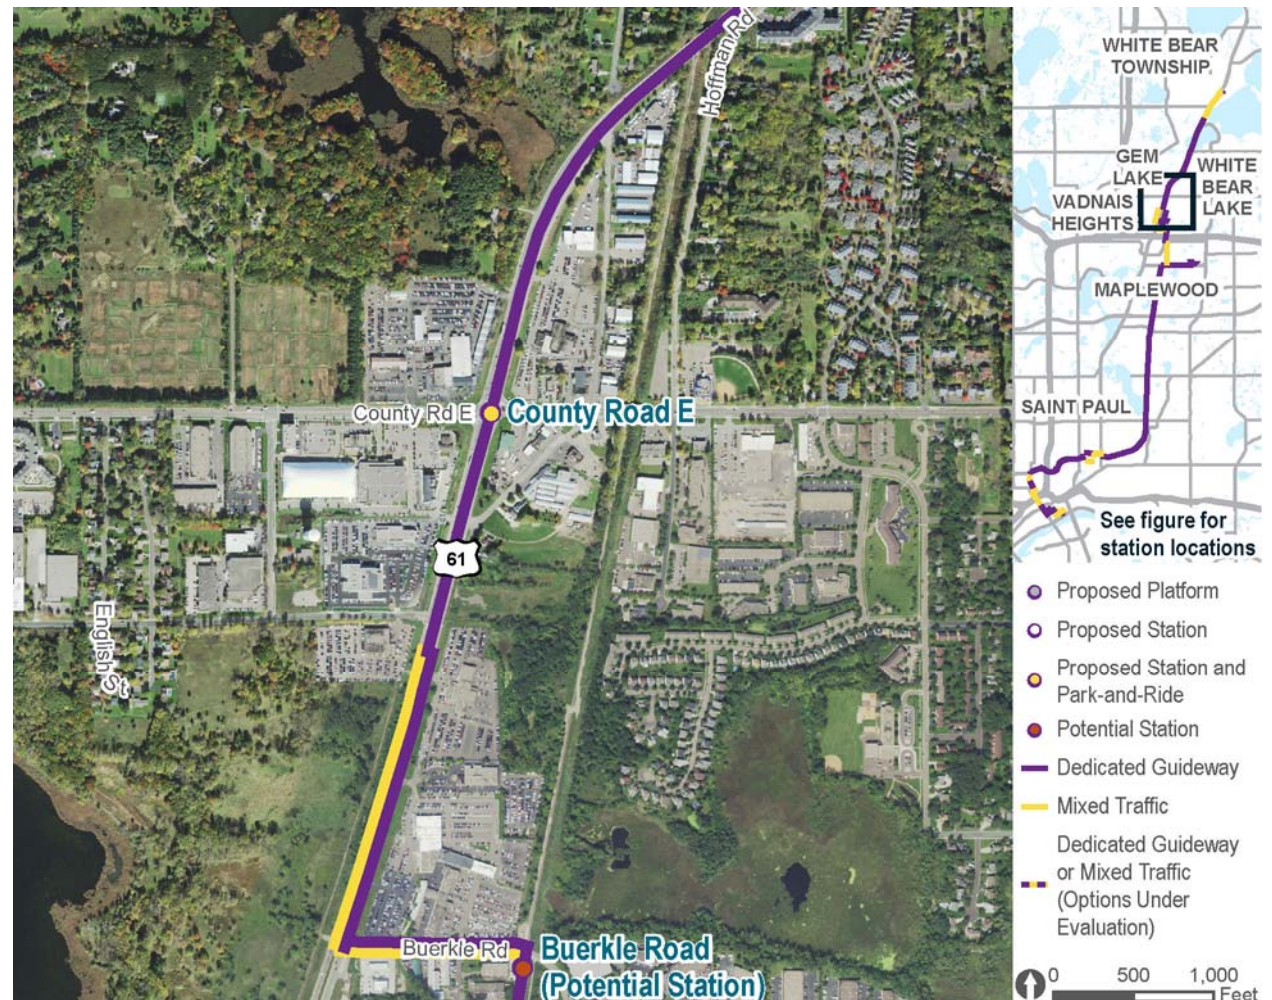 Hoffman Rd
County Rd E
County Road E
61
English St
Buerkle Rd
Buerkle Road
(Potential Station)
WHITE BEAR
TOWNSHIP
GEM
LAKE
WHITE
BEAR
LAKE
VADNAIS
HEIGHTS
MAPLEWOOD
SAINT PAUL
See figure for
station locations
Proposed Platform
Proposed Station
Proposed Station and
Park-and-Ride
Potential Station
Dedicated Guideway
Mixed Traffic
Dedicated Guideway
or Mixed Traffic
(Options Under
Evaluation)
0 500 1,000
Feet